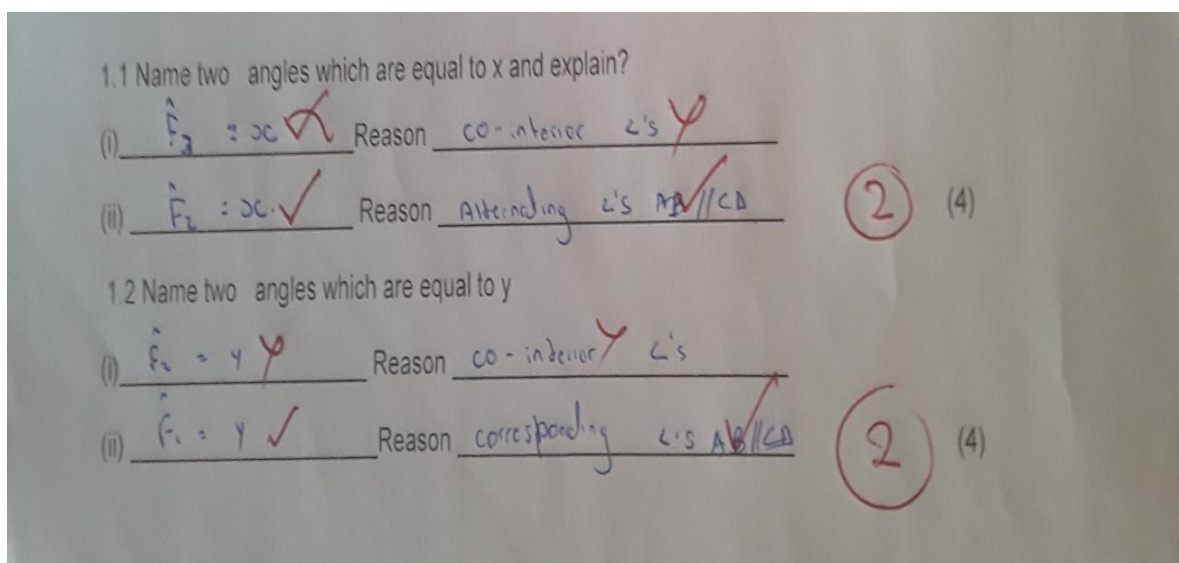 1.1 Name two angles which are equal to x and explain?
(i) F̂₃ = x Reason co-interior ∠'s
(ii) F̂₂ = x. Reason Alternating ∠'s AB//CD 2 (4)
1.2 Name two angles which are equal to y
(i) F̂₂ = y Reason co-interior ∠'s
(ii) F̂₁ = y Reason corresponding ∠'s AB//CD 2 (4)